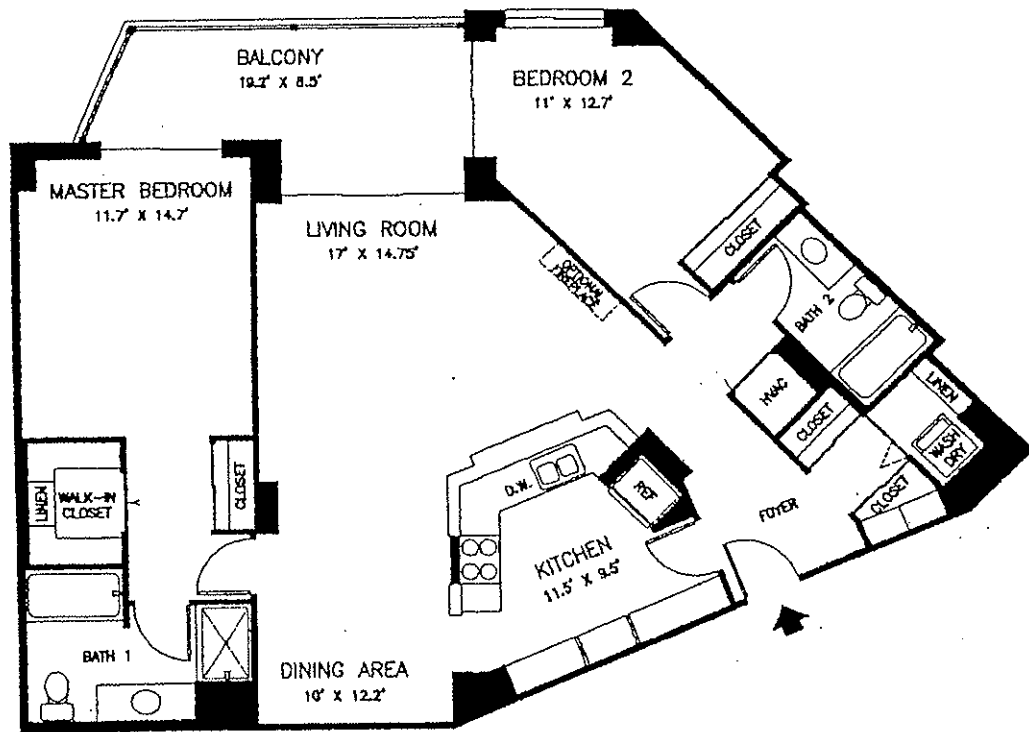 BALCONY
19.2' X 8.5'
BEDROOM 2
11' X 12.7'
MASTER BEDROOM
11.7' X 14.7'
LIVING ROOM
17' X 14.75'
CLOSET
OPTIONAL
FIREPLACE
BATH 2
HVAC
LINEN
CLOSET
WASH
DRY
CLOSET
FOYER
REF
D.W.
KITCHEN
11.5' X 9.5'
CLOSET
LINEN
WALK-IN
CLOSET
BATH 1
DINING AREA
10' X 12.2'